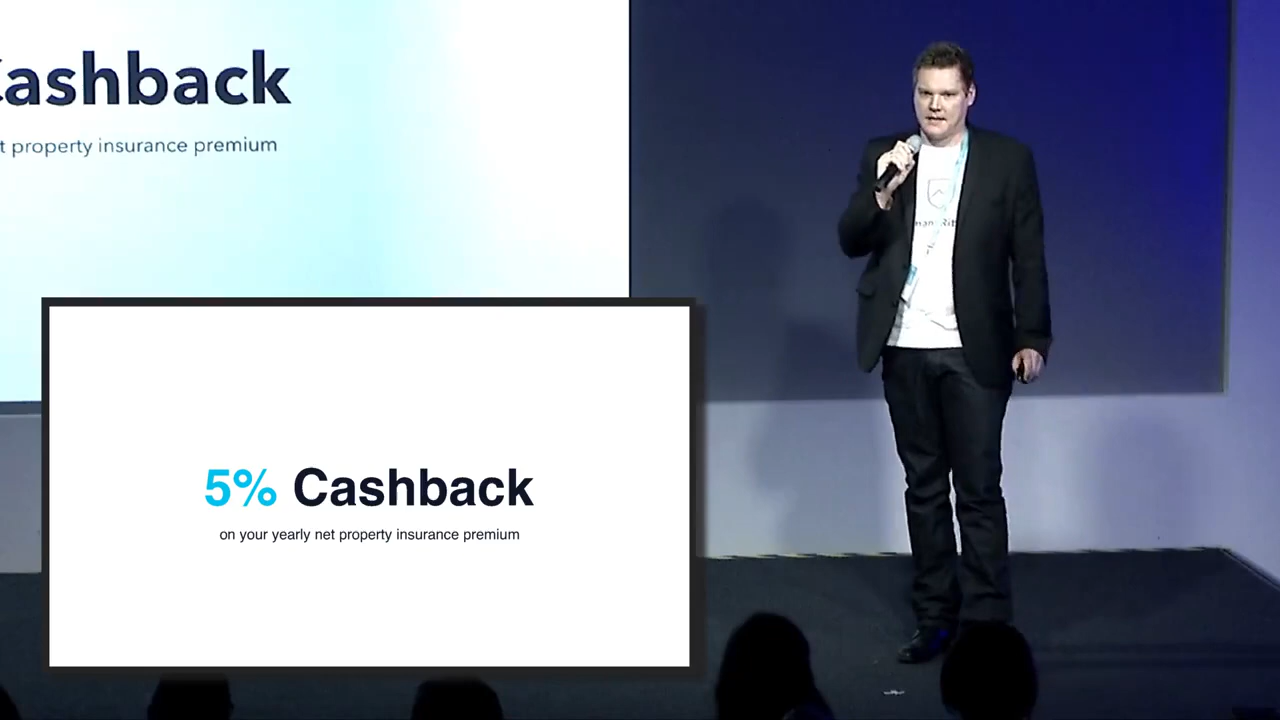 ashback
t property insurance premium
5% Cashback
on your yearly net property insurance premium